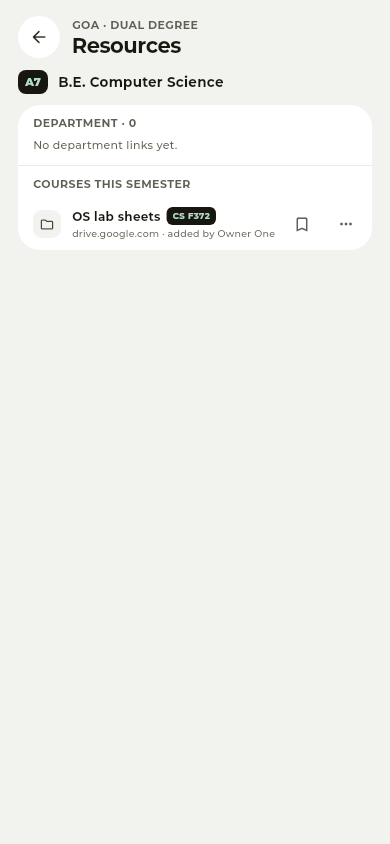 GOA · DUAL DEGREE
Resources
A7 B.E. Computer Science
DEPARTMENT · 0
No department links yet.
COURSES THIS SEMESTER
OS lab sheets CS F372
drive.google.com · added by Owner One